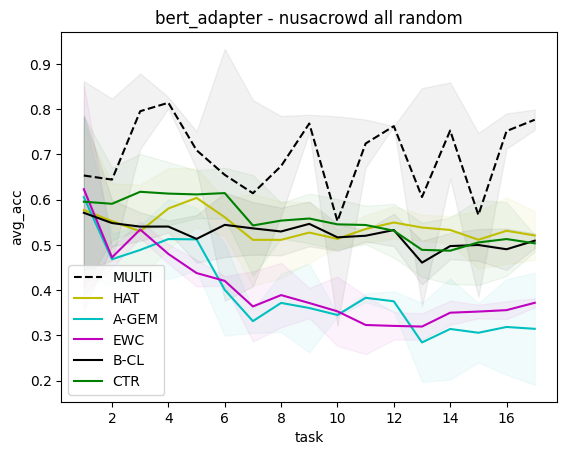 bert_adapter - nusacrowd all random
avg_acc
0.9
0.8
0.7
0.6
0.5
0.4
0.3
0.2
MULTI
HAT
A-GEM
EWC
B-CL
CTR
2
4
6
8
10
12
14
16
task